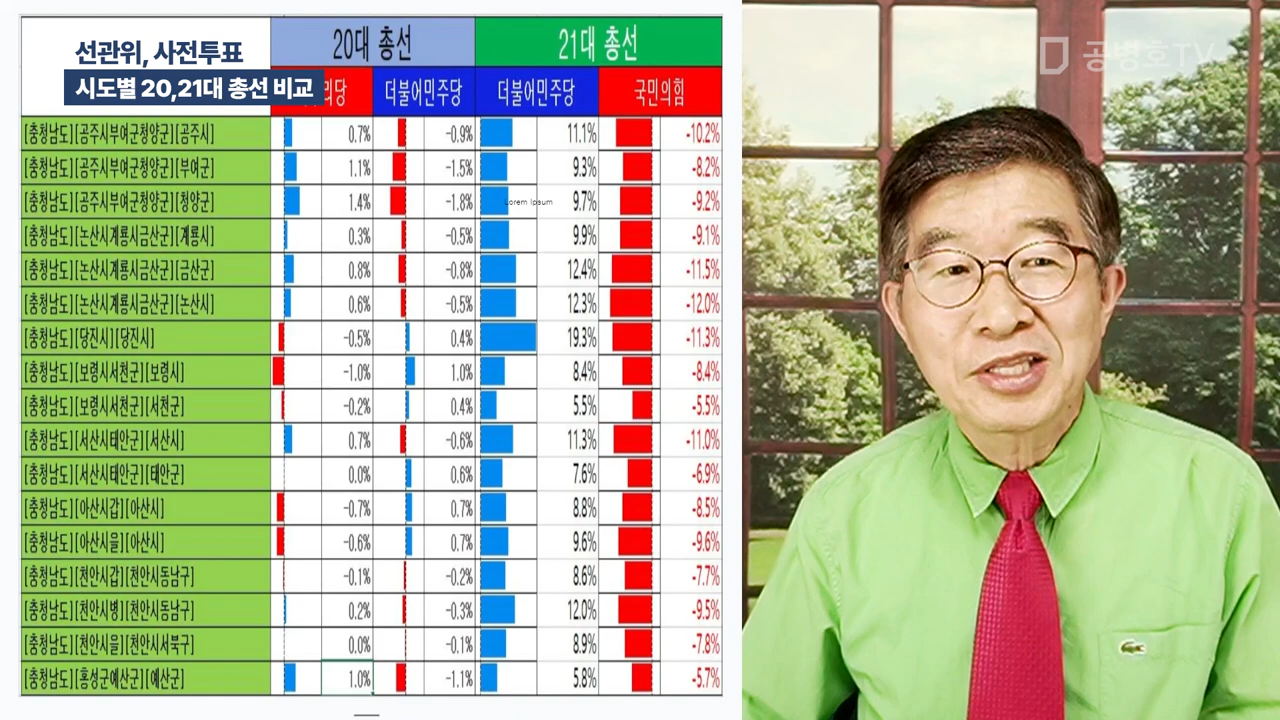 선관위, 사전투표
시도별 20,21대 총선 비교
20대 총선 21대 총선
당 더불어민주당 더불어민주당 국민의힘
[충청남도][공주시부여군청양군][공주시] 0.7% -0.9% 11.1% -10.2%
[충청남도][공주시부여군청양군][부여군] 1.1% -1.5% 9.3% -8.2%
[충청남도][공주시부여군청양군][청양군] 1.4% -1.8% 9.7% -9.2%
Lorem Ipsum
[충청남도][논산시계룡시금산군][계룡시] 0.3% -0.5% 9.9% -9.1%
[충청남도][논산시계룡시금산군][금산군] 0.8% -0.8% 12.4% -11.5%
[충청남도][논산시계룡시금산군][논산시] 0.6% -0.5% 12.3% -12.0%
[충청남도][당진시][당진시] -0.5% 0.4% 19.3% -11.3%
[충청남도][보령시서천군][보령시] -1.0% 1.0% 8.4% -8.4%
[충청남도][보령시서천군][서천군] -0.2% 0.4% 5.5% -5.5%
[충청남도][서산시태안군][서산시] 0.7% -0.6% 11.3% -11.0%
[충청남도][서산시태안군][태안군] 0.0% 0.6% 7.6% -6.9%
[충청남도][아산시갑][아산시] -0.7% 0.7% 8.8% -8.5%
[충청남도][아산시을][아산시] -0.6% 0.7% 9.6% -9.6%
[충청남도][천안시갑][천안시동남구] -0.1% -0.2% 8.6% -7.7%
[충청남도][천안시병][천안시동남구] 0.2% -0.3% 12.0% -9.5%
[충청남도][천안시을][천안시서북구] 0.0% -0.1% 8.9% -7.8%
[충청남도][홍성군예산군][예산군] 1.0% -1.1% 5.8% -5.7%
공병호TV